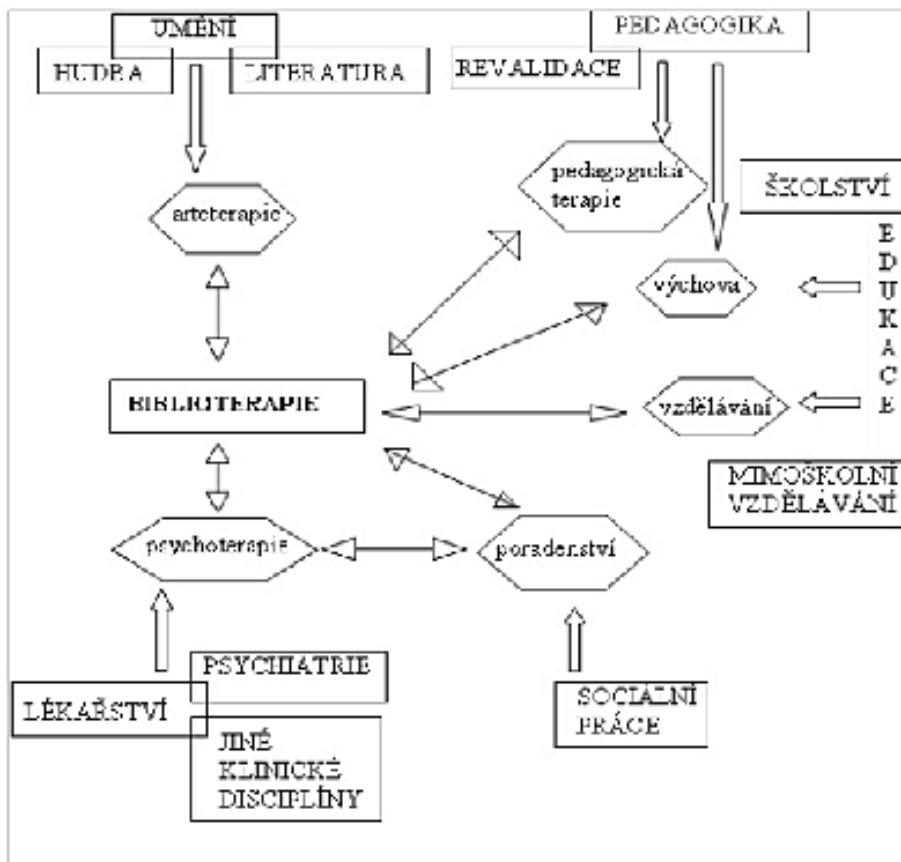 UMĚNÍ
HUDBA
LITERATURA
PEDAGOGIKA
REVALIDACE
arteterapie
pedagogická
terapie
ŠKOLSTVÍ
EDUKACE
výchova
BIBLIOTERAPIE
vzdělávání
MIMOŠKOLNÍ
VZDĚLÁVÁNÍ
psychoterapie
poradenství
PSYCHIATRIE
LÉKAŘSTVÍ
JINÉ
KLINICKÉ
DISCIPLÍNY
SOCIÁLNÍ
PRÁCE